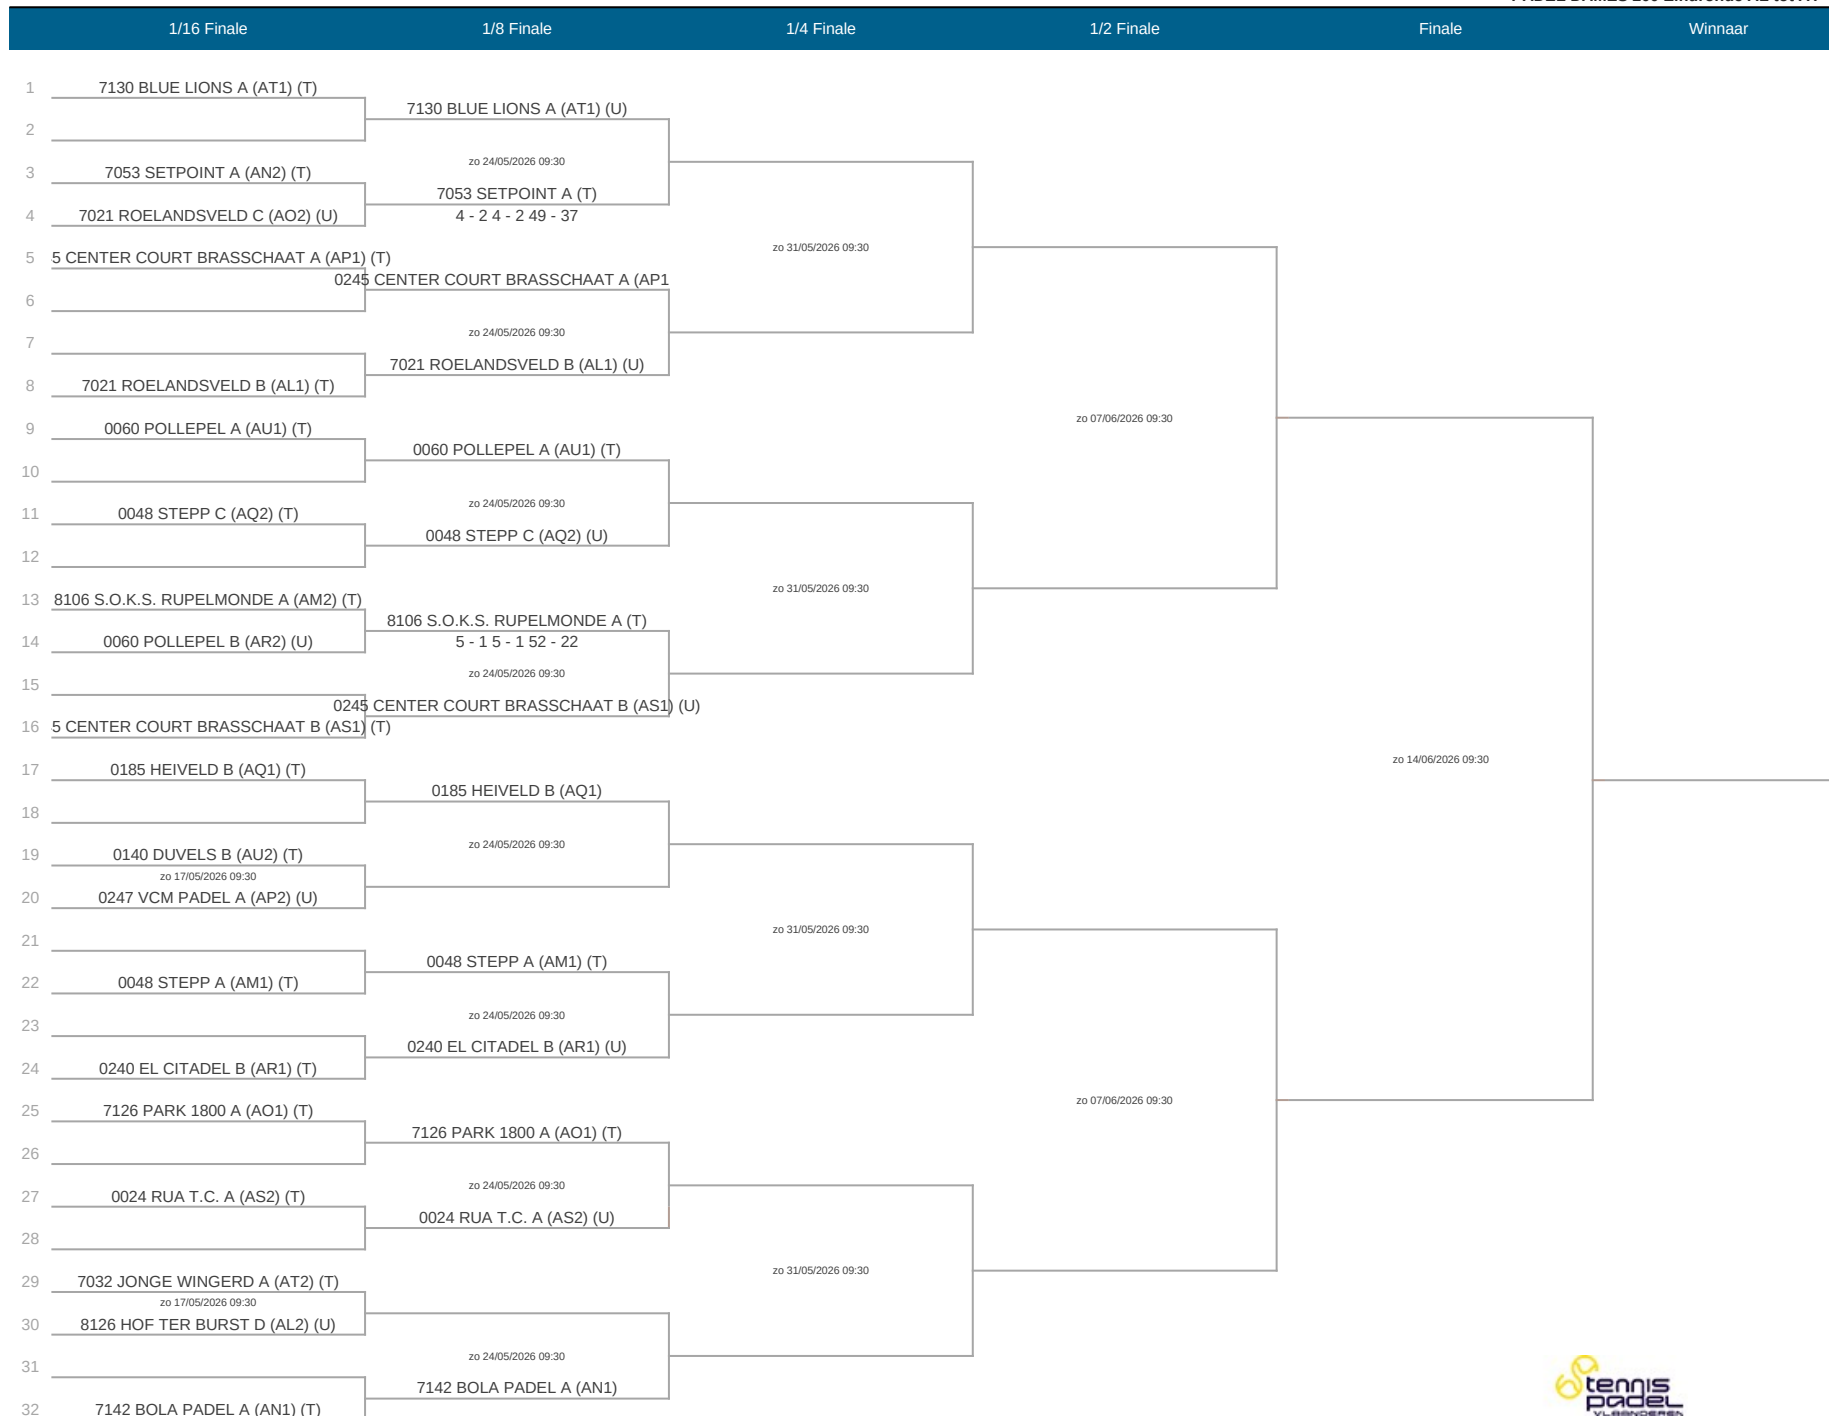 1/16 Finale 1/8 Finale 1/4 Finale 1/2 Finale Finale Winnaar
1 7130 BLUE LIONS A (AT1) (T)
7130 BLUE LIONS A (AT1) (U)
2
zo 24/05/2026 09:30
3 7053 SETPOINT A (AN2) (T)
7053 SETPOINT A (T)
4 7021 ROELANDSVELD C (AO2) (U) 4 - 2 4 - 2 49 - 37
zo 31/05/2026 09:30
5 5 CENTER COURT BRASSCHAAT A (AP1) (T)
0245 CENTER COURT BRASSCHAAT A (AP1
6
zo 24/05/2026 09:30
7
7021 ROELANDSVELD B (AL1) (U)
8 7021 ROELANDSVELD B (AL1) (T)
zo 07/06/2026 09:30
9 0060 POLLEPEL A (AU1) (T)
0060 POLLEPEL A (AU1) (T)
10
zo 24/05/2026 09:30
11 0048 STEPP C (AQ2) (T)
0048 STEPP C (AQ2) (U)
12
zo 31/05/2026 09:30
13 8106 S.O.K.S. RUPELMONDE A (AM2) (T)
8106 S.O.K.S. RUPELMONDE A (T)
14 0060 POLLEPEL B (AR2) (U) 5 - 1 5 - 1 52 - 22
zo 24/05/2026 09:30
15
0245 CENTER COURT BRASSCHAAT B (AS1) (U)
16 5 CENTER COURT BRASSCHAAT B (AS1) (T)
zo 14/06/2026 09:30
17 0185 HEIVELD B (AQ1) (T)
0185 HEIVELD B (AQ1)
18
zo 24/05/2026 09:30
19 0140 DUVELS B (AU2) (T)
zo 17/05/2026 09:30
20 0247 VCM PADEL A (AP2) (U)
zo 31/05/2026 09:30
21
0048 STEPP A (AM1) (T)
22 0048 STEPP A (AM1) (T)
zo 24/05/2026 09:30
23
0240 EL CITADEL B (AR1) (U)
24 0240 EL CITADEL B (AR1) (T)
zo 07/06/2026 09:30
25 7126 PARK 1800 A (AO1) (T)
7126 PARK 1800 A (AO1) (T)
26
zo 24/05/2026 09:30
27 0024 RUA T.C. A (AS2) (T)
0024 RUA T.C. A (AS2) (U)
28
zo 31/05/2026 09:30
29 7032 JONGE WINGERD A (AT2) (T)
zo 17/05/2026 09:30
30 8126 HOF TER BURST D (AL2) (U)
zo 24/05/2026 09:30
31
7142 BOLA PADEL A (AN1)
32 7142 BOLA PADEL A (AN1) (T)
tennis
padel
VLAANDEREN